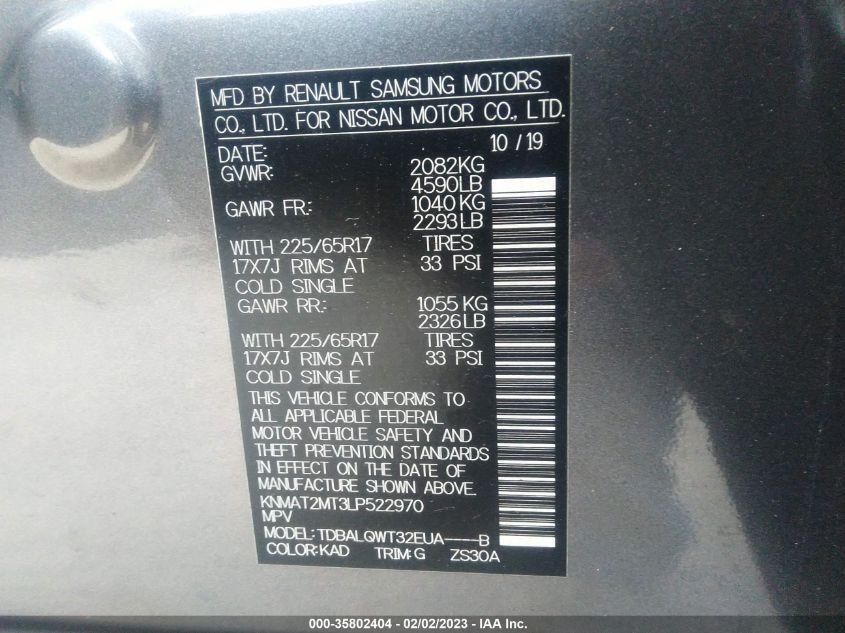 MFD BY RENAULT SAMSUNG MOTORS
CO., LTD. FOR NISSAN MOTOR CO., LTD.
DATE: 10 / 19
GVWR: 2082KG
4590LB
GAWR FR.: 1040 KG
2293 LB
WITH 225/65R17 TIRES
17X7J RIMS AT 33 PSI
COLD SINGLE
GAWR RR.: 1055 KG
2326 LB
WITH 225/65R17 TIRES
17X7J RIMS AT 33 PSI
COLD SINGLE
THIS VEHICLE CONFORMS TO
ALL APPLICABLE FEDERAL
MOTOR VEHICLE SAFETY AND
THEFT PREVENTION STANDARDS
IN EFFECT ON THE DATE OF
MANUFACTURE SHOWN ABOVE.
KNMAT2MT3LP522970
MPV
MODEL: TDBALQWT32EUA----B
COLOR: KAD TRIM: G ZS30A
000-35802404 - 02/02/2023 - IAA Inc.